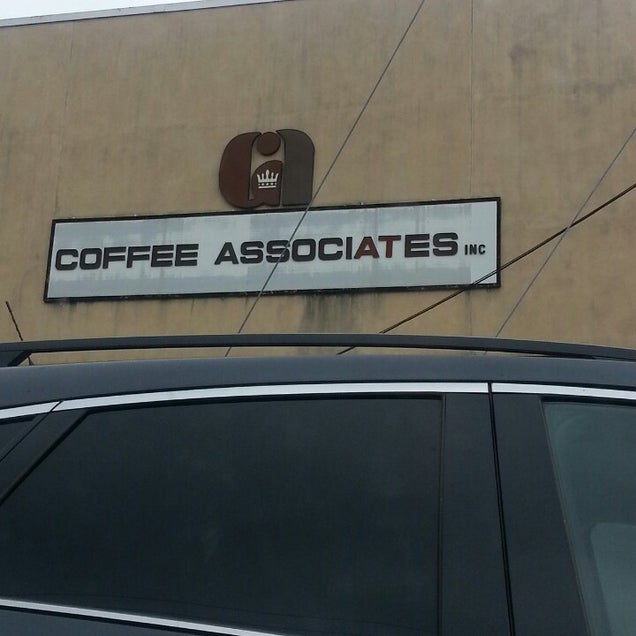 COFFEE ASSOCIATES INC